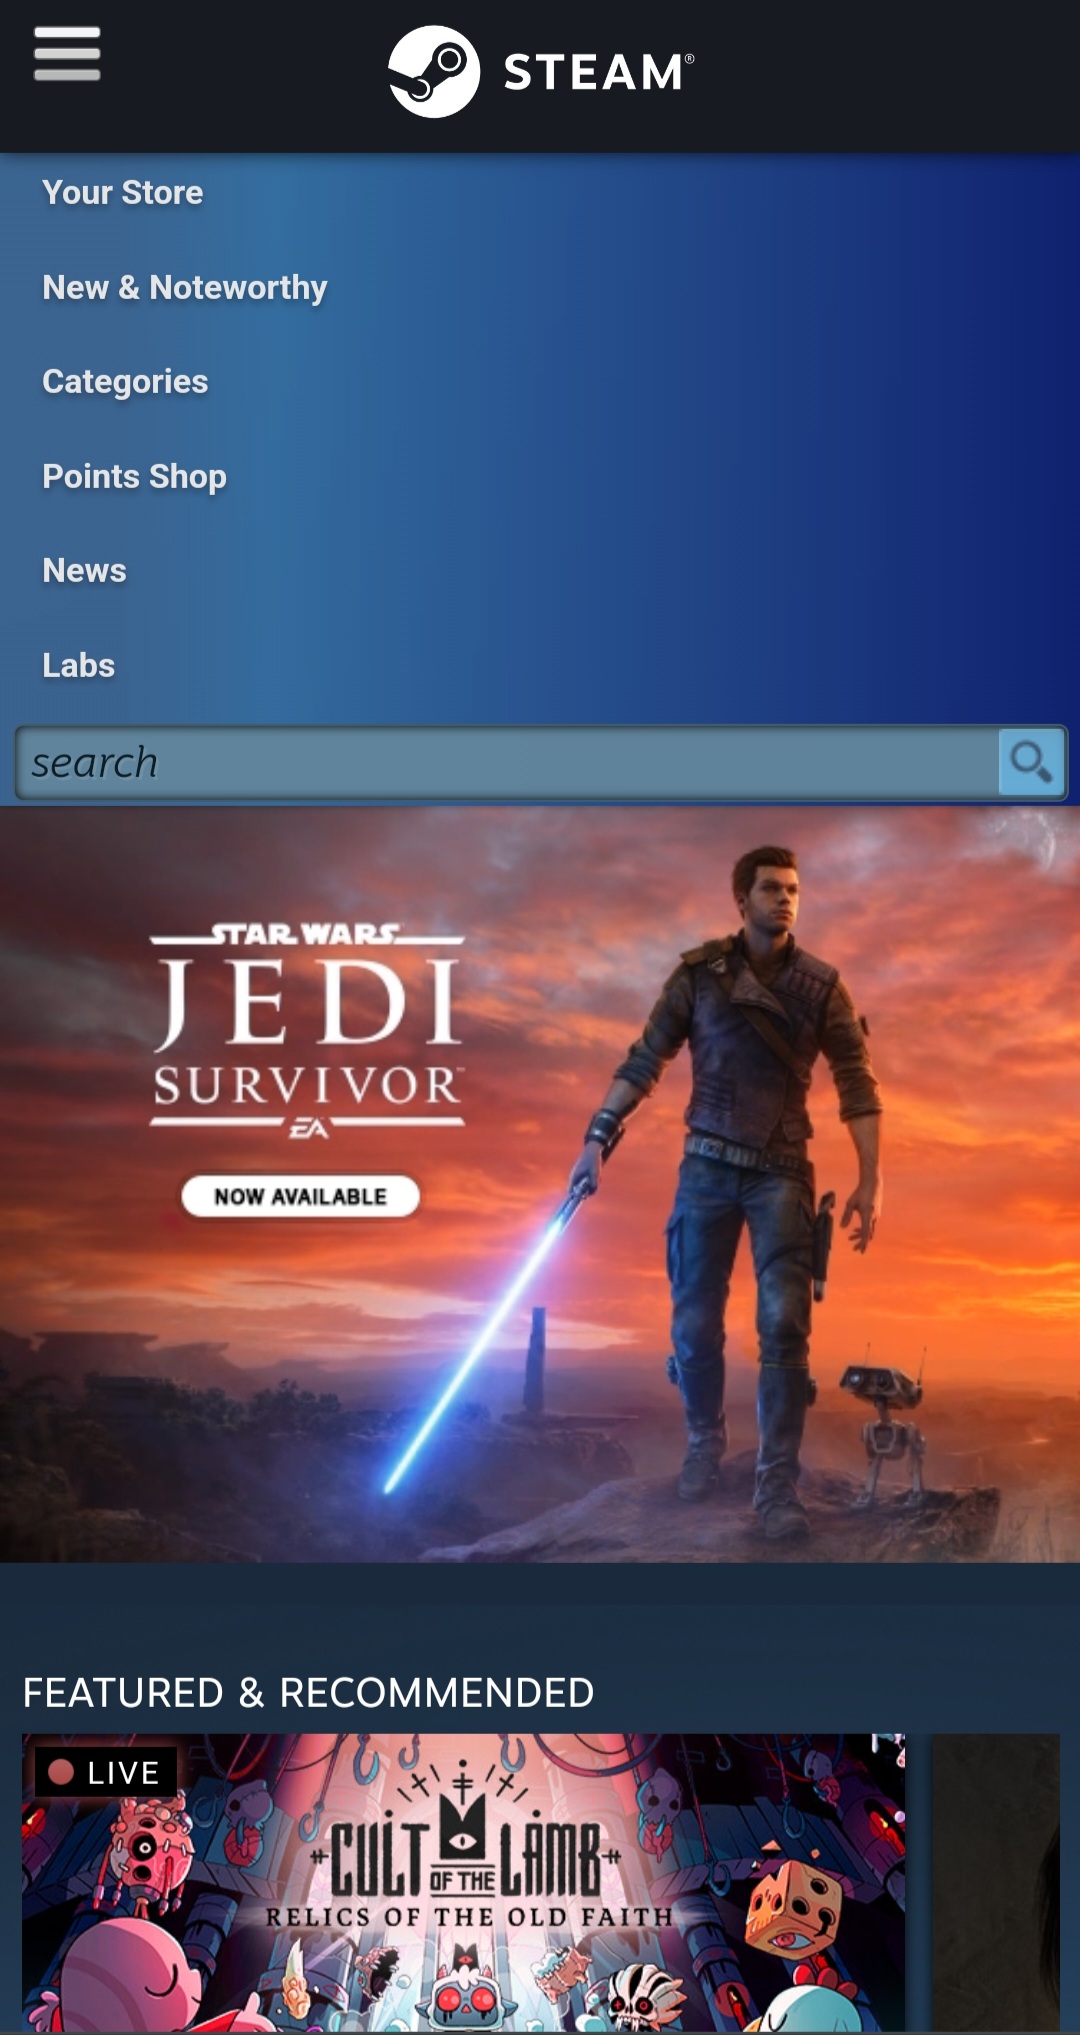 STEAM®
Your Store
New & Noteworthy
Categories
Points Shop
News
Labs
search
STAR WARS
JEDI
SURVIVOR™
EA
NOW AVAILABLE
FEATURED & RECOMMENDED
LIVE
CULT OF THE LAMB
RELICS OF THE OLD FAITH